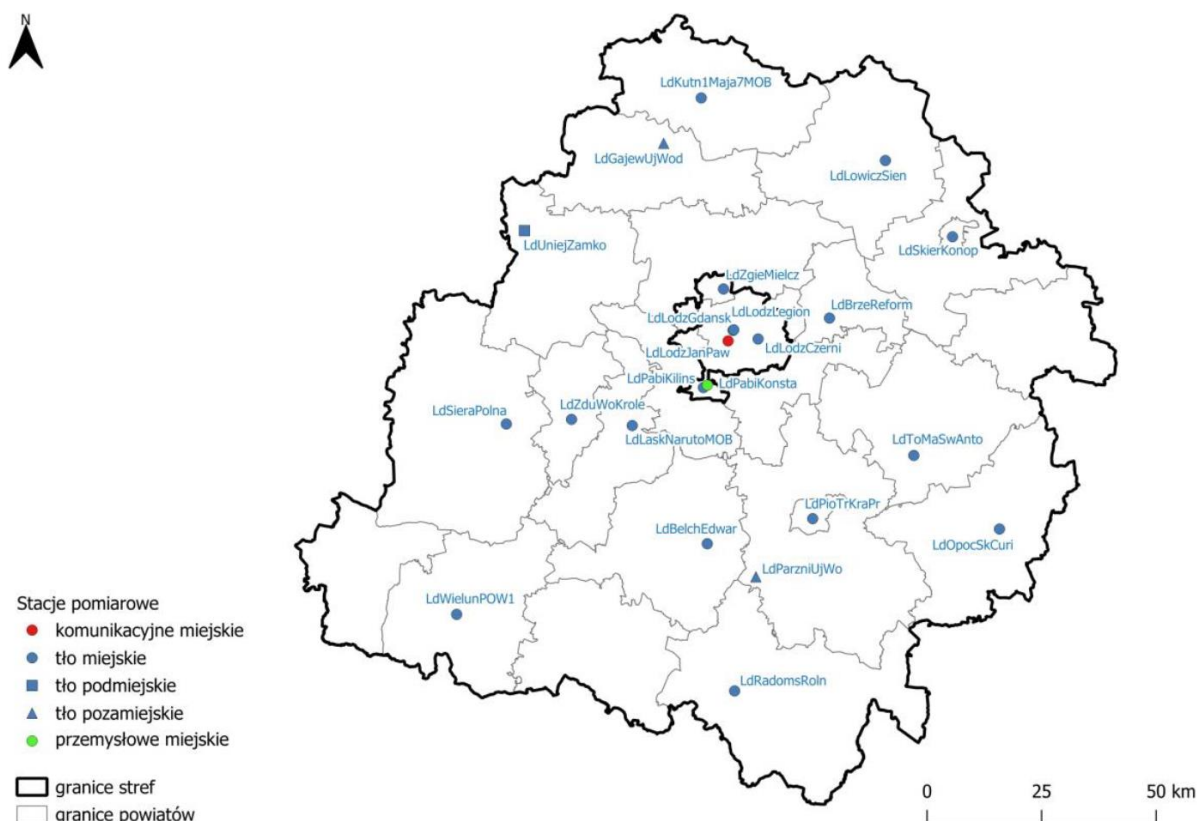 N
LdKutn1Maja7MOB
LdGajewUjWod
LdLowiczSien
LdUniejZamko
LdSkierKonop
LdZgieMielcz
LdBrzeReform
LdLodzGdansk
LdLodzLegion
LdLodzJanPaw
LdLodzCzerni
LdPabiKilins
LdPabiKonsta
LdSieraPolna
LdZduWoKrole
LdLaskNarutoMOB
LdToMaSwAnto
LdPioTrKraPr
LdBelchEdwar
LdOpocSkCuri
LdParzniUjWo
LdWielunPOW1
LdRadomsRoln
Stacje pomiarowe
komunikacyjne miejskie
tło miejskie
tło podmiejskie
tło pozamiejskie
przemysłowe miejskie
granice stref
granice powiatów
0 25 50 km